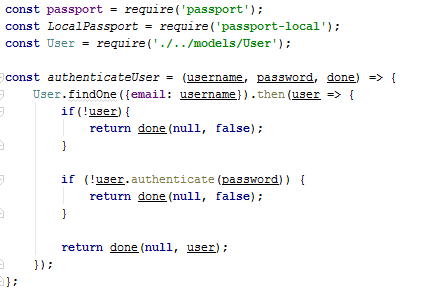 const passport = require('passport');
const LocalPassport = require('passport-local');
const User = require('./../models/User');
const authenticateUser = (username, password, done) => {
User.findOne({email: username}).then(user => {
if(!user){
return done(null, false);
}
if (!user.authenticate(password)) {
return done(null, false);
}
return done(null, user);
});
};